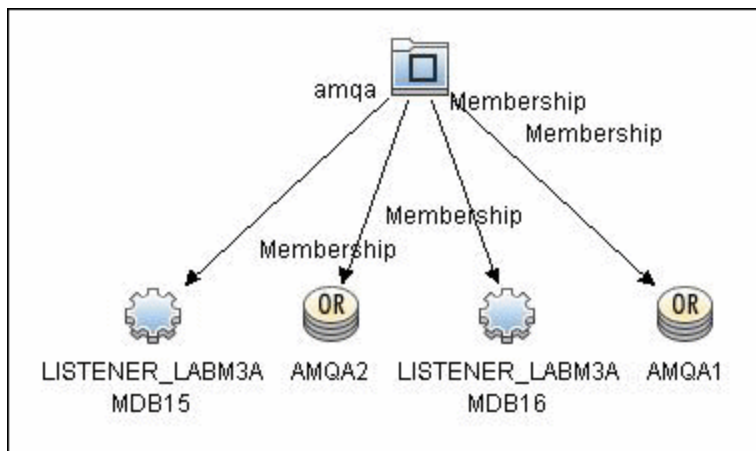 amqa
Membership
Membership
Membership
Membership
OR
OR
LISTENER_LABM3A
MDB15
AMQA2
LISTENER_LABM3A
MDB16
AMQA1